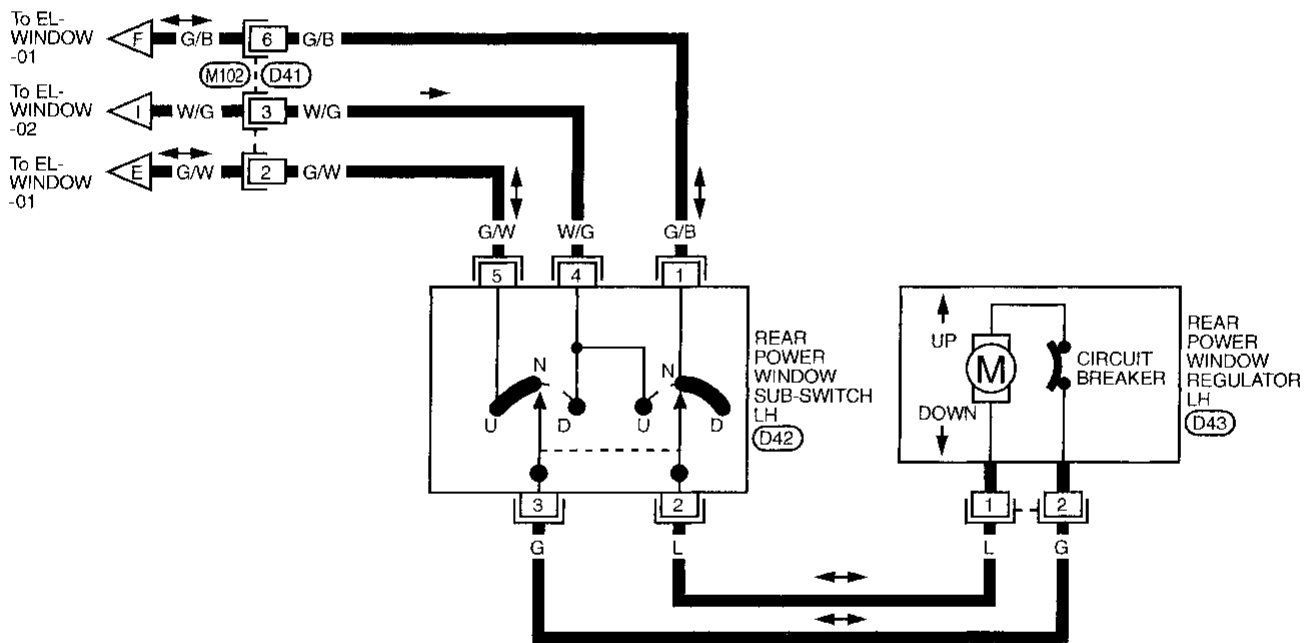 To EL-
WINDOW
-01
F
G/B
6
G/B
M102
D41
To EL-
WINDOW
-02
I
W/G
3
W/G
To EL-
WINDOW
-01
E
G/W
2
G/W
G/W
W/G
G/B
5
4
1
N
N
U
D
U
D
REAR
POWER
WINDOW
SUB-SWITCH
LH
D42
3
2
G
L
UP
M
DOWN
CIRCUIT
BREAKER
REAR
POWER
WINDOW
REGULATOR
LH
D43
1
2
L
G